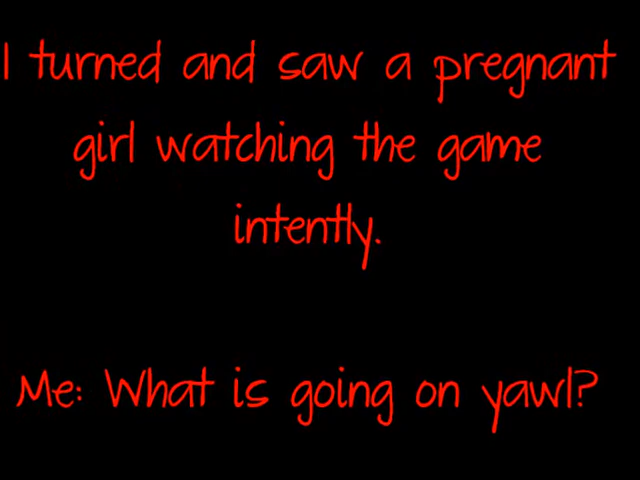 I turned and saw a pregnant
girl watching the game
intently.
Me: What is going on yawl?